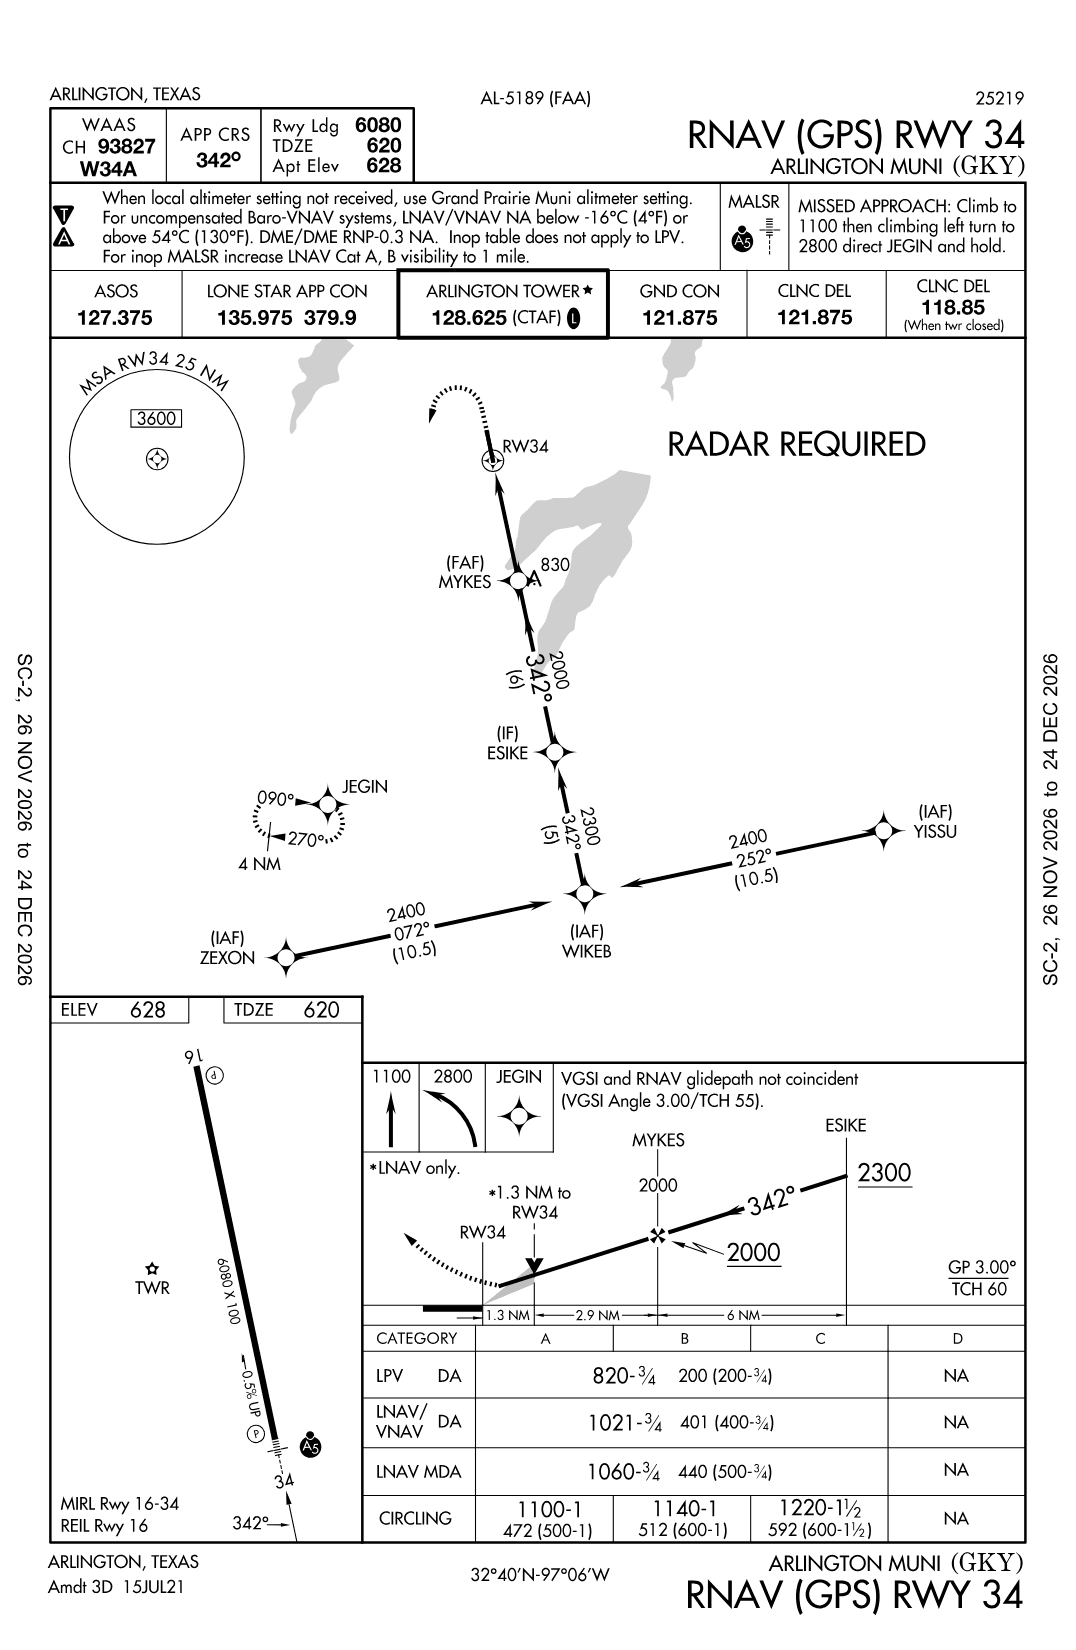 ARLINGTON, TEXAS
AL-5189 (FAA)
25219
WAAS
CH 93827
W34A
APP CRS
342°
Rwy Ldg 6080
TDZE 620
Apt Elev 628
RNAV (GPS) RWY 34
ARLINGTON MUNI (GKY)
T
A
When local altimeter setting not received, use Grand Prairie Muni alitmeter setting.
For uncompensated Baro-VNAV systems, LNAV/VNAV NA below -16°C (4°F) or
above 54°C (130°F). DME/DME RNP-0.3 NA. Inop table does not apply to LPV.
For inop MALSR increase LNAV Cat A, B visibility to 1 mile.
MALSR
A5
MISSED APPROACH: Climb to
1100 then climbing left turn to
2800 direct JEGIN and hold.
ASOS
127.375
LONE STAR APP CON
135.975 379.9
ARLINGTON TOWER★
128.625 (CTAF) L
GND CON
121.875
CLNC DEL
121.875
CLNC DEL
118.85
(When twr closed)
MSA RW34 25 NM
3600
RADAR REQUIRED
RW34
830
(FAF)
MYKES
2000
342°
(6)
(IF)
ESIKE
JEGIN
090°
270°
4 NM
2300
342°
(5)
(IAF)
YISSU
2400
252°
(10.5)
2400
072°
(10.5)
(IAF)
ZEXON
(IAF)
WIKEB
SC-2, 26 NOV 2026 to 24 DEC 2026
SC-2, 26 NOV 2026 to 24 DEC 2026
ELEV 628
TDZE 620
16
P
6080 X 100
TWR
0.5% UP
P
A5
34
342°
MIRL Rwy 16-34
REIL Rwy 16
1100
2800
JEGIN
VGSI and RNAV glidepath not coincident
(VGSI Angle 3.00/TCH 55).
*LNAV only.
ESIKE
MYKES
2300
2000
342°
*1.3 NM to
RW34
RW34
2000
GP 3.00°
TCH 60
1.3 NM
2.9 NM
6 NM
CATEGORY A B C D
LPV DA 820-¾ 200 (200-¾) NA
LNAV/
VNAV DA 1021-¾ 401 (400-¾) NA
LNAV MDA 1060-¾ 440 (500-¾) NA
CIRCLING
1100-1
472 (500-1)
1140-1
512 (600-1)
1220-1½
592 (600-1½)
NA
ARLINGTON, TEXAS
Amdt 3D 15JUL21
32°40'N-97°06'W
ARLINGTON MUNI (GKY)
RNAV (GPS) RWY 34